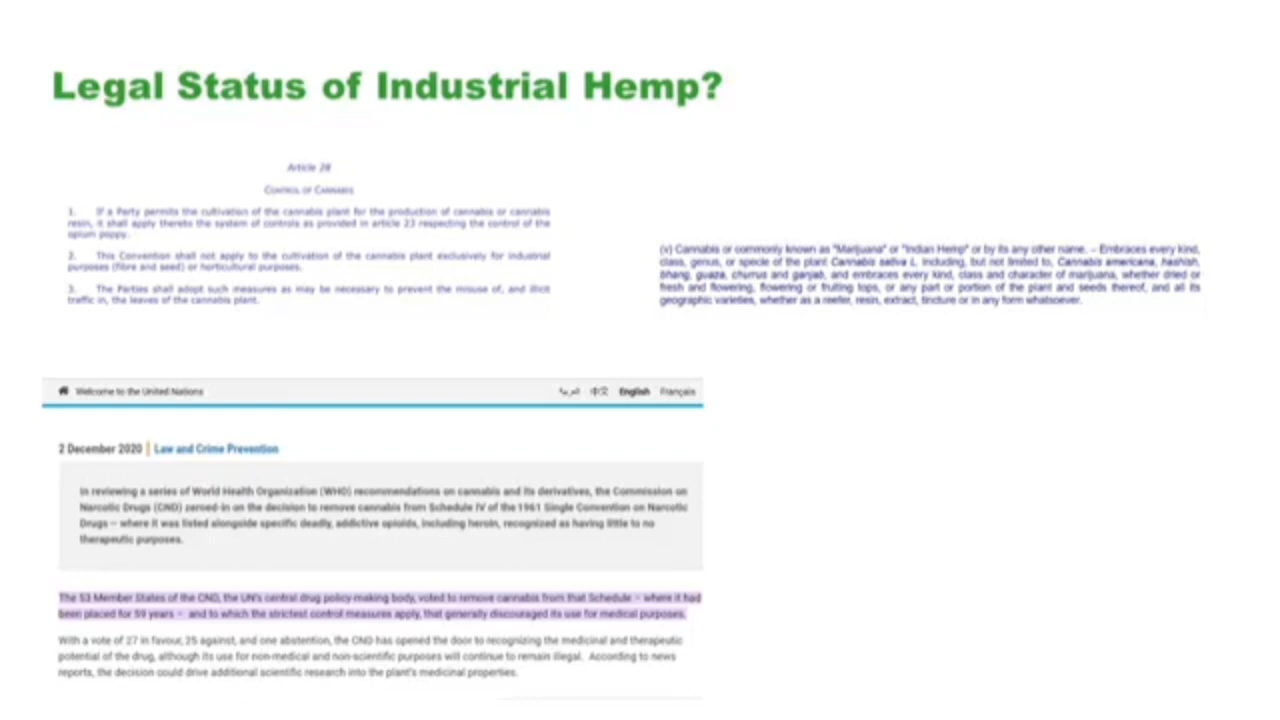 Legal Status of Industrial Hemp?
Article 28
CONTROL OF CANNABIS
1. If a Party permits the cultivation of the cannabis plant for the production of cannabis or cannabis
resin, it shall apply thereto the system of controls as provided in article 23 respecting the control of the
opium poppy.
2. This Convention shall not apply to the cultivation of the cannabis plant exclusively for industrial
purposes (fibre and seed) or horticultural purposes.
3. The Parties shall adopt such measures as may be necessary to prevent the misuse of, and illicit
traffic in, the leaves of the cannabis plant.
(v) Cannabis or commonly known as "Marijuana" or "Indian Hemp" or by its any other name. – Embraces every kind,
class, genus, or specie of the plant Cannabis sativa L. including, but not limited to, Cannabis americana, hashish,
bhang, guaza, churrus and ganjab, and embraces every kind, class and character of marijuana, whether dried or
fresh and flowering, flowering or fruiting tops, or any part or portion of the plant and seeds thereof, and all its
geographic varieties, whether as a reefer, resin, extract, tincture or in any form whatsoever.
Welcome to the United Nations
العربية 中文 English Français
2 December 2020 | Law and Crime Prevention
In reviewing a series of World Health Organization (WHO) recommendations on cannabis and its derivatives, the Commission on
Narcotic Drugs (CND) zeroed-in on the decision to remove cannabis from Schedule IV of the 1961 Single Convention on Narcotic
Drugs — where it was listed alongside specific deadly, addictive opioids, including heroin, recognized as having little to no
therapeutic purposes.
The 53 Member States of the CND, the UN's central drug policy-making body, voted to remove cannabis from that Schedule – where it had
been placed for 59 years – and to which the strictest control measures apply, that generally discouraged its use for medical purposes.
With a vote of 27 in favour, 25 against, and one abstention, the CND has opened the door to recognizing the medicinal and therapeutic
potential of the drug, although its use for non-medical and non-scientific purposes will continue to remain illegal. According to news
reports, the decision could drive additional scientific research into the plant's medicinal properties.